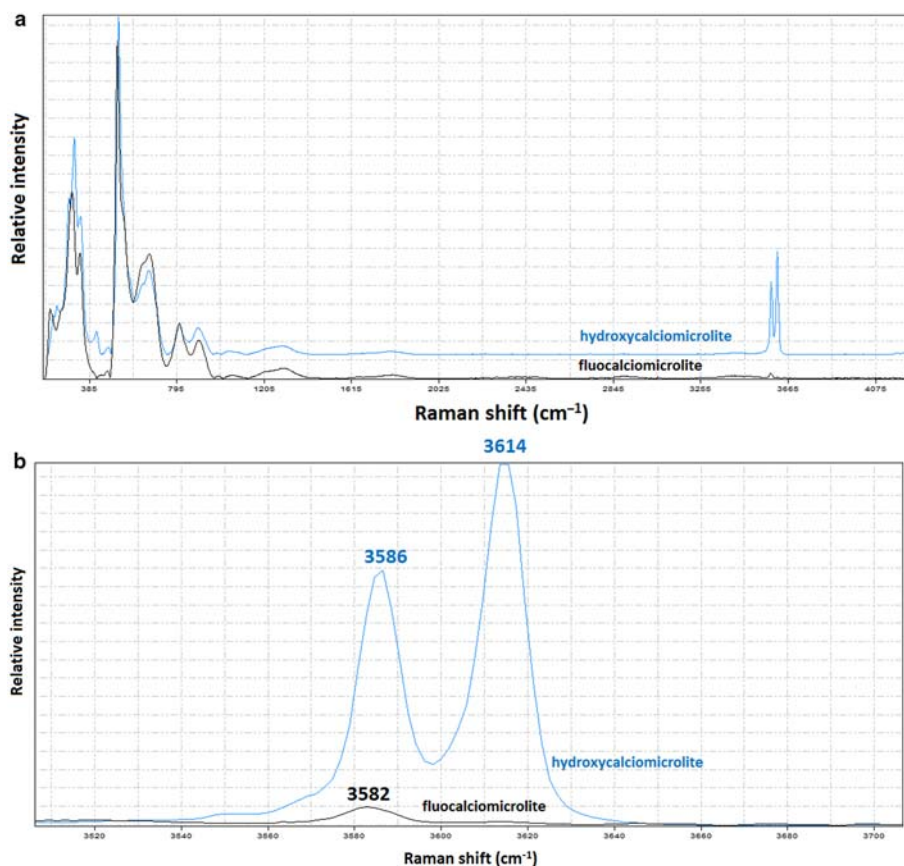 a
Relative intensity
hydroxycalciomicrolite
fluocalciomicrolite
385 795 1205 1615 2025 2435 2845 3255 3665 4075
Raman shift (cm⁻¹)
b
3614
3586
Relative intensity
hydroxycalciomicrolite
3582
fluocalciomicrolite
3520 3540 3560 3580 3600 3620 3640 3660 3680 3700
Raman shift (cm⁻¹)